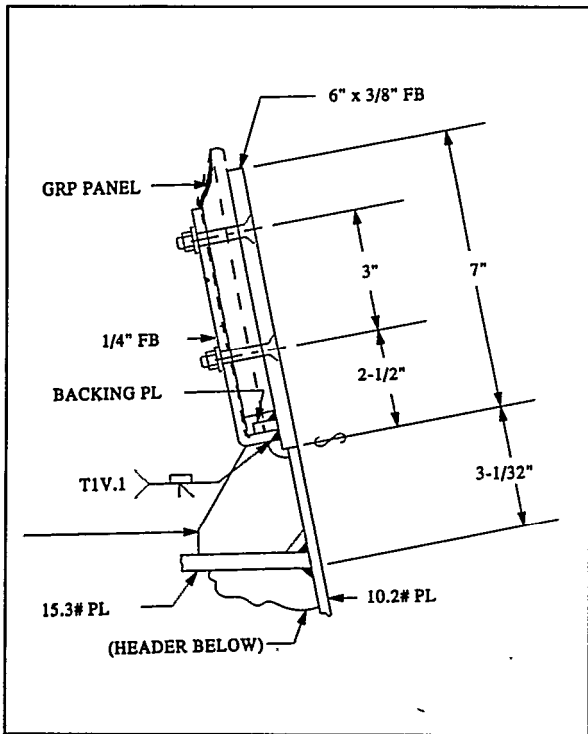 6" x 3/8" FB
GRP PANEL
3"
7"
1/4" FB
2-1/2"
BACKING PL
T1V.1
3-1/32"
15.3# PL
10.2# PL
(HEADER BELOW)